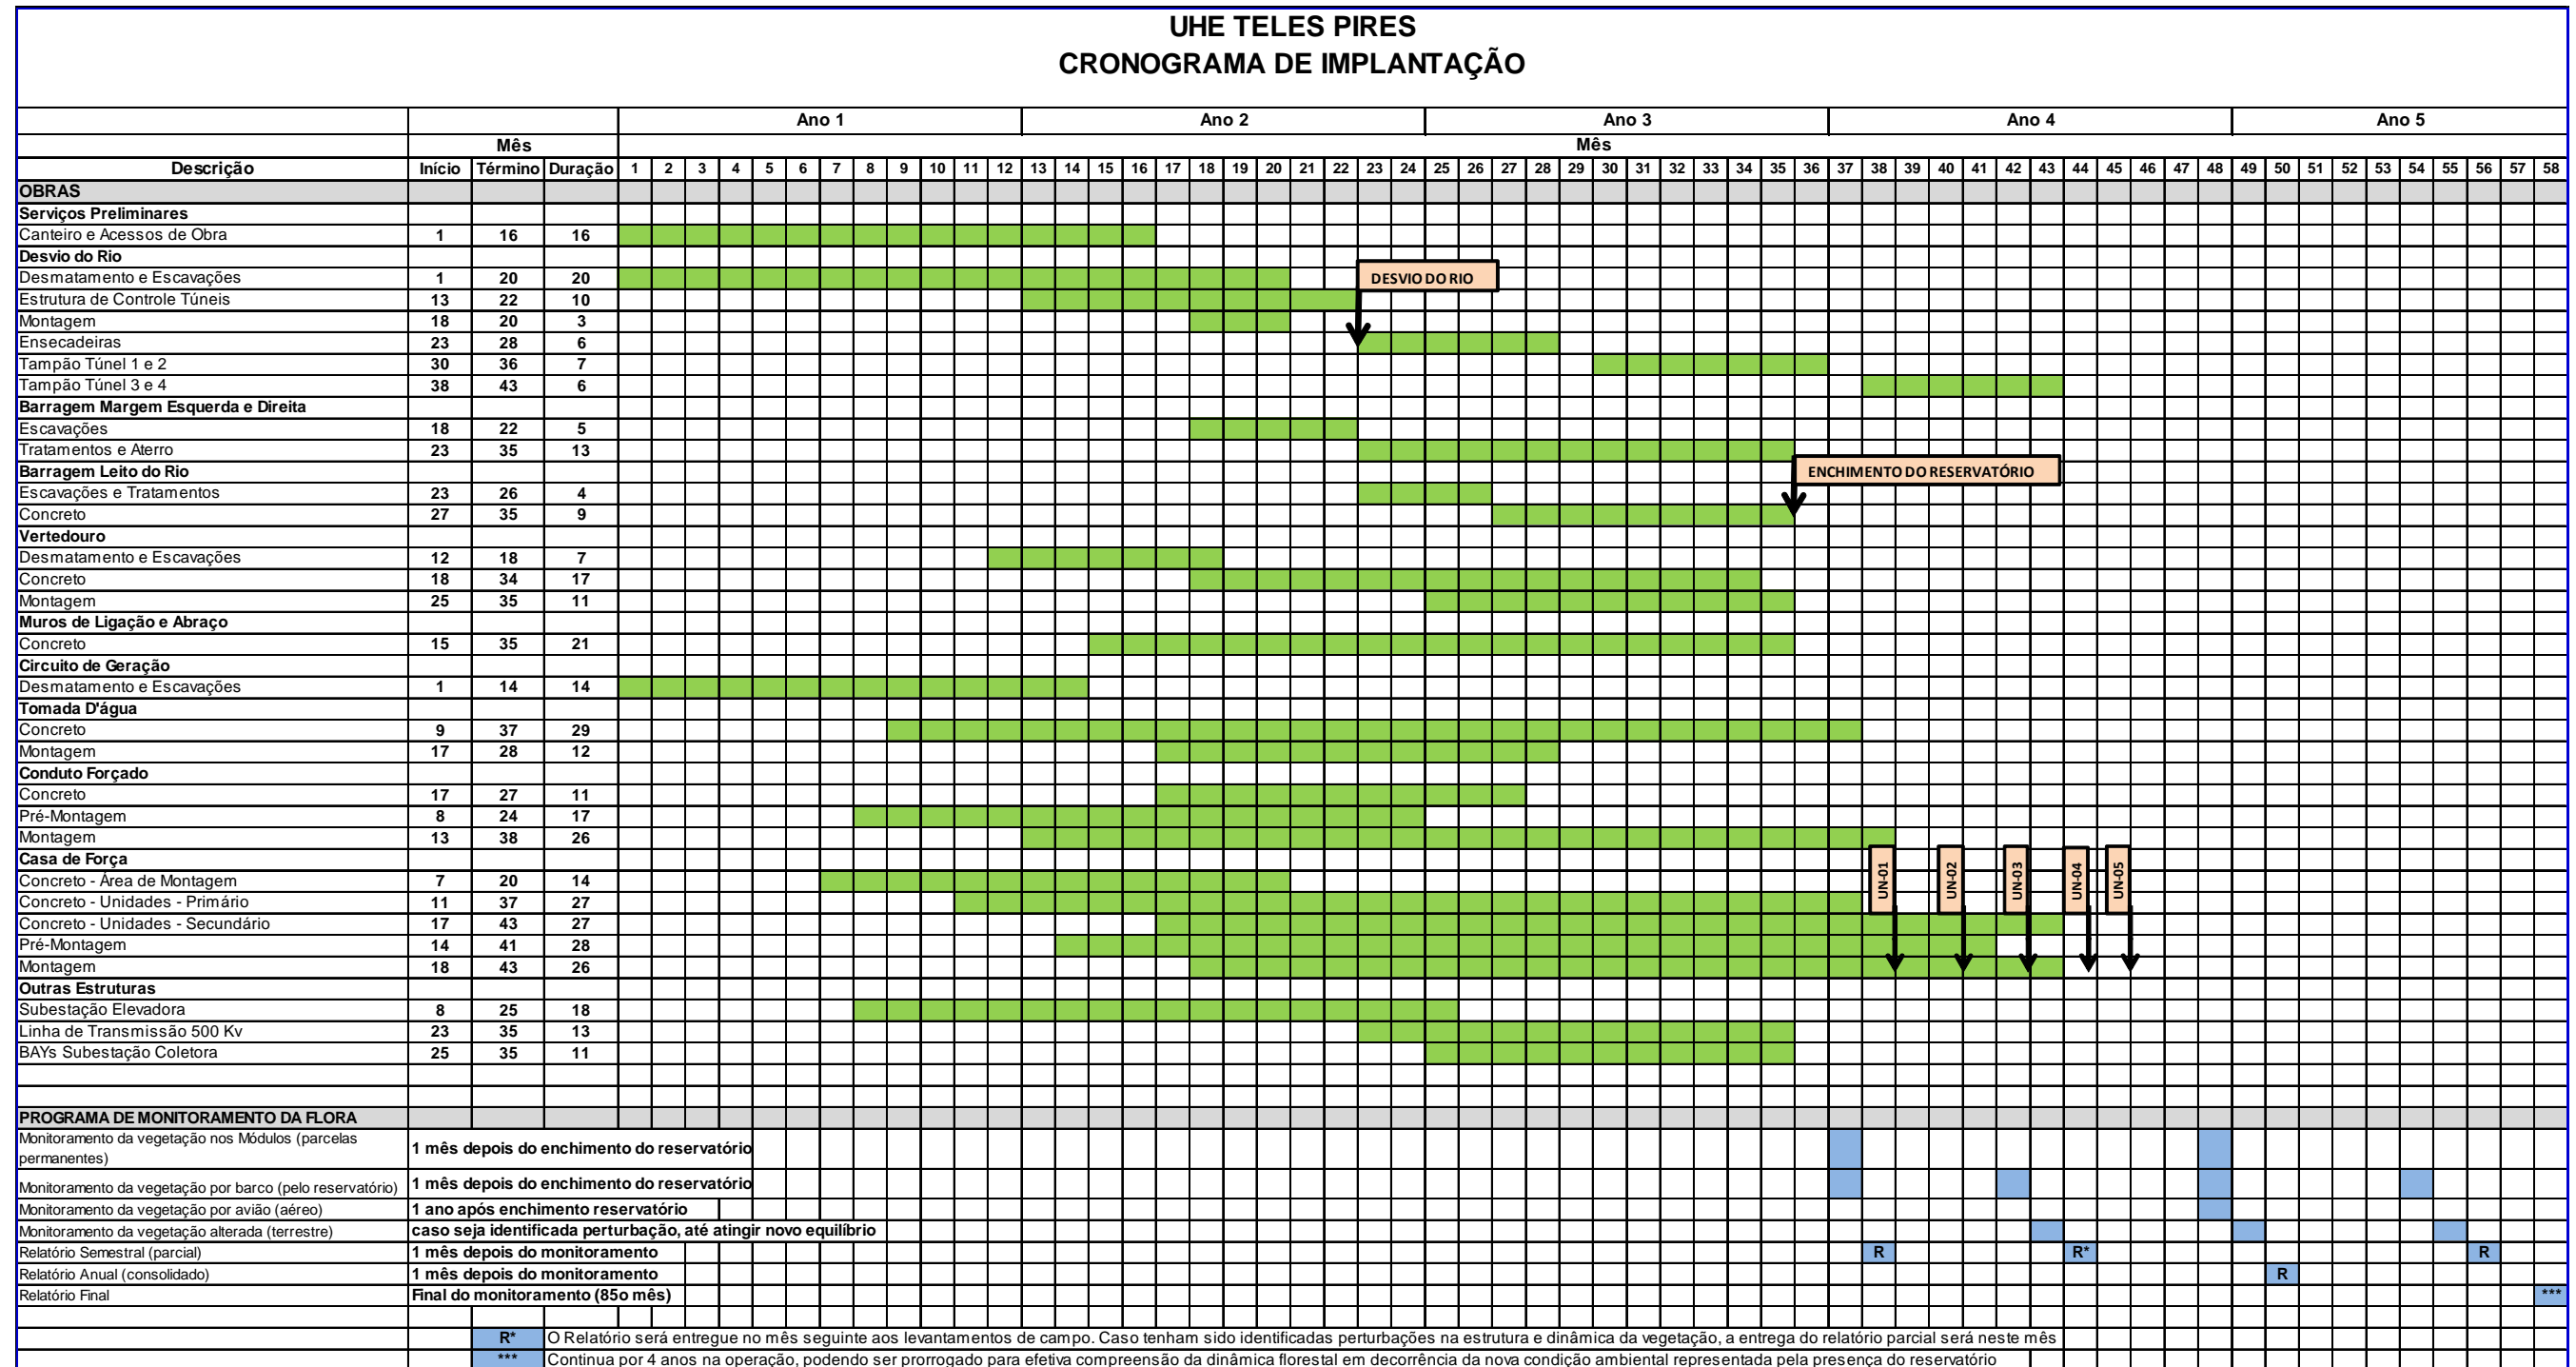 UHE TELES PIRES
CRONOGRAMA DE IMPLANTAÇÃO
Ano 1 Ano 2 Ano 3 Ano 4 Ano 5
Mês Mês
Descrição Início Término Duração 1 2 3 4 5 6 7 8 9 10 11 12 13 14 15 16 17 18 19 20 21 22 23 24 25 26 27 28 29 30 31 32 33 34 35 36 37 38 39 40 41 42 43 44 45 46 47 48 49 50 51 52 53 54 55 56 57 58
OBRAS
Serviços Preliminares
Canteiro e Acessos de Obra 1 16 16
Desvio do Rio
Desmatamento e Escavações 1 20 20 DESVIO DO RIO
Estrutura de Controle Túneis 13 22 10
Montagem 18 20 3
Ensecadeiras 23 28 6
Tampão Túnel 1 e 2 30 36 7
Tampão Túnel 3 e 4 38 43 6
Barragem Margem Esquerda e Direita
Escavações 18 22 5
Tratamentos e Aterro 23 35 13
Barragem Leito do Rio ENCHIMENTO DO RESERVATÓRIO
Escavações e Tratamentos 23 26 4
Concreto 27 35 9
Vertedouro
Desmatamento e Escavações 12 18 7
Concreto 18 34 17
Montagem 25 35 11
Muros de Ligação e Abraço
Concreto 15 35 21
Circuito de Geração
Desmatamento e Escavações 1 14 14
Tomada D'água
Concreto 9 37 29
Montagem 17 28 12
Conduto Forçado
Concreto 17 27 11
Pré-Montagem 8 24 17
Montagem 13 38 26
Casa de Força
UN-01 UN-02 UN-03 UN-04 UN-05
Concreto - Área de Montagem 7 20 14
Concreto - Unidades - Primário 11 37 27
Concreto - Unidades - Secundário 17 43 27
Pré-Montagem 14 41 28
Montagem 18 43 26
Outras Estruturas
Subestação Elevadora 8 25 18
Linha de Transmissão 500 Kv 23 35 13
BAYs Subestação Coletora 25 35 11
PROGRAMA DE MONITORAMENTO DA FLORA
Monitoramento da vegetação nos Módulos (parcelas
permanentes) 1 mês depois do enchimento do reservatório
Monitoramento da vegetação por barco (pelo reservatório) 1 mês depois do enchimento do reservatório
Monitoramento da vegetação por avião (aéreo) 1 ano após enchimento reservatório
Monitoramento da vegetação alterada (terrestre) caso seja identificada perturbação, até atingir novo equilíbrio
Relatório Semestral (parcial) 1 mês depois do monitoramento R R* R
Relatório Anual (consolidado) 1 mês depois do monitoramento R
Relatório Final Final do monitoramento (85o mês) ***
R* O Relatório será entregue no mês seguinte aos levantamentos de campo. Caso tenham sido identificadas perturbações na estrutura e dinâmica da vegetação, a entrega do relatório parcial será neste mês
*** Continua por 4 anos na operação, podendo ser prorrogado para efetiva compreensão da dinâmica florestal em decorrência da nova condição ambiental representada pela presença do reservatório